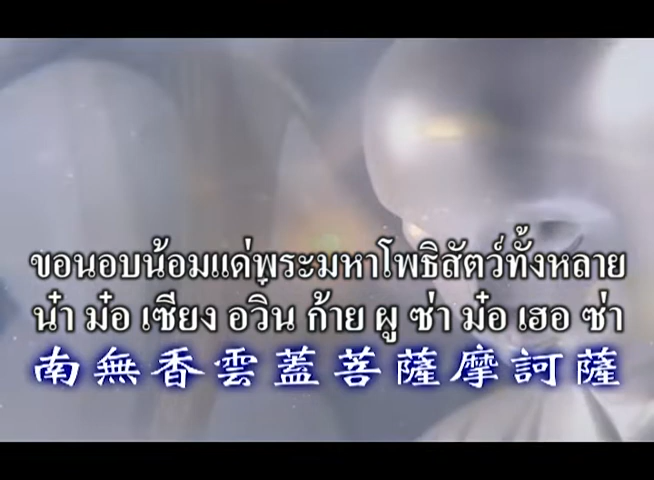 ขอนอบน้อมแด่พระมหาโพธิสัตว์ทั้งหลาย
น๋ำ ม๋อ เซียง อวิ๋น ก้าย ผู ซ่า ม๋อ เฮอ ซ่า
南無香雲蓋菩薩摩訶薩